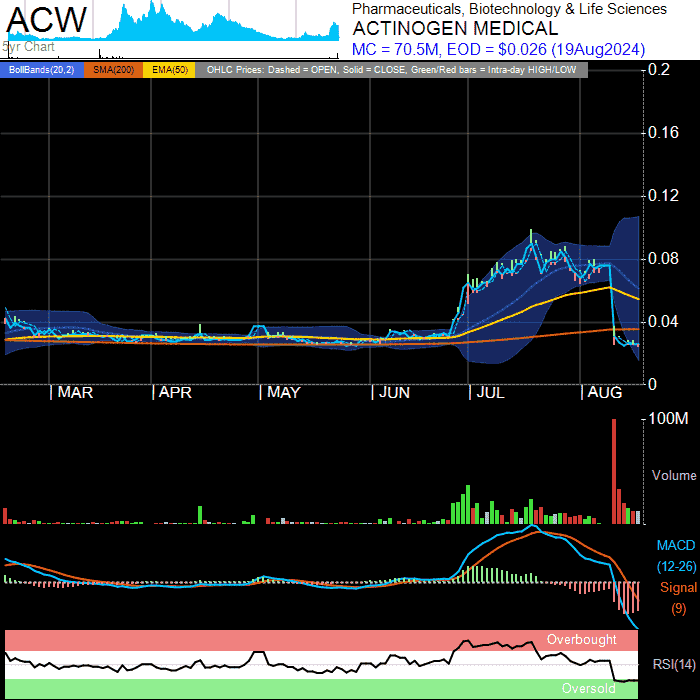 ACW
5yr Chart
Pharmaceuticals, Biotechnology & Life Sciences
ACTINOGEN MEDICAL
MC = 70.5M, EOD = $0.026 (19Aug2024)
BollBands(20,2) SMA(200) EMA(50) OHLC Prices: Dashed = OPEN, Solid = CLOSE, Green/Red bars = Intra-day HIGH/LOW
0.2
0.16
0.12
0.08
0.04
0
MAR APR MAY JUN JUL AUG
100M
Volume
MACD
(12-26)
Signal
(9)
Overbought
RSI(14)
Oversold